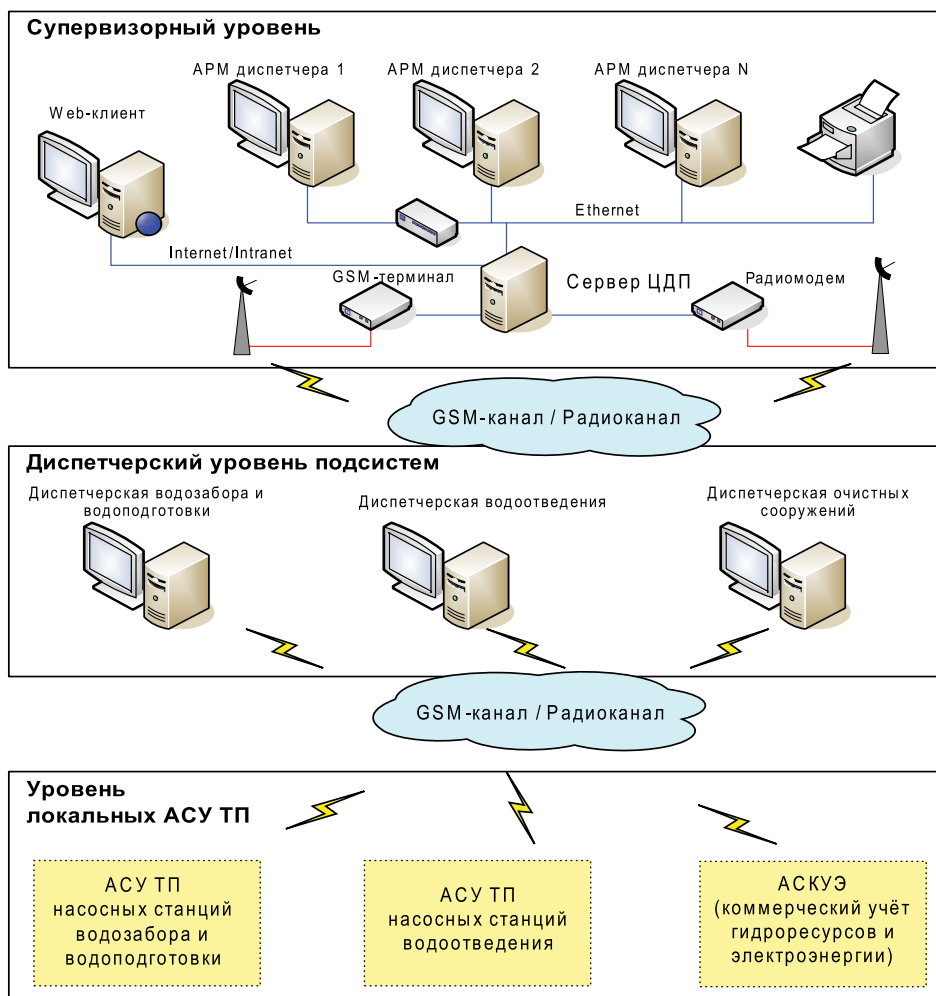 Супервизорный уровень
АРМ диспетчера 1
АРМ диспетчера 2
АРМ диспетчера N
Web-клиент
Ethernet
Internet/Intranet
GSM-терминал
Сервер ЦДП
Радиомодем
GSM-канал / Радиоканал
Диспетчерский уровень подсистем
Диспетчерская водозабора и
водоподготовки
Диспетчерская водоотведения
Диспетчерская очистных
сооружений
GSM-канал / Радиоканал
Уровень
локальных АСУ ТП
АСУ ТП
насосных станций
водозабора и
водоподготовки
АСУ ТП
насосных станций
водоотведения
АСКУЭ
(коммерческий учёт
гидроресурсов и
электроэнергии)